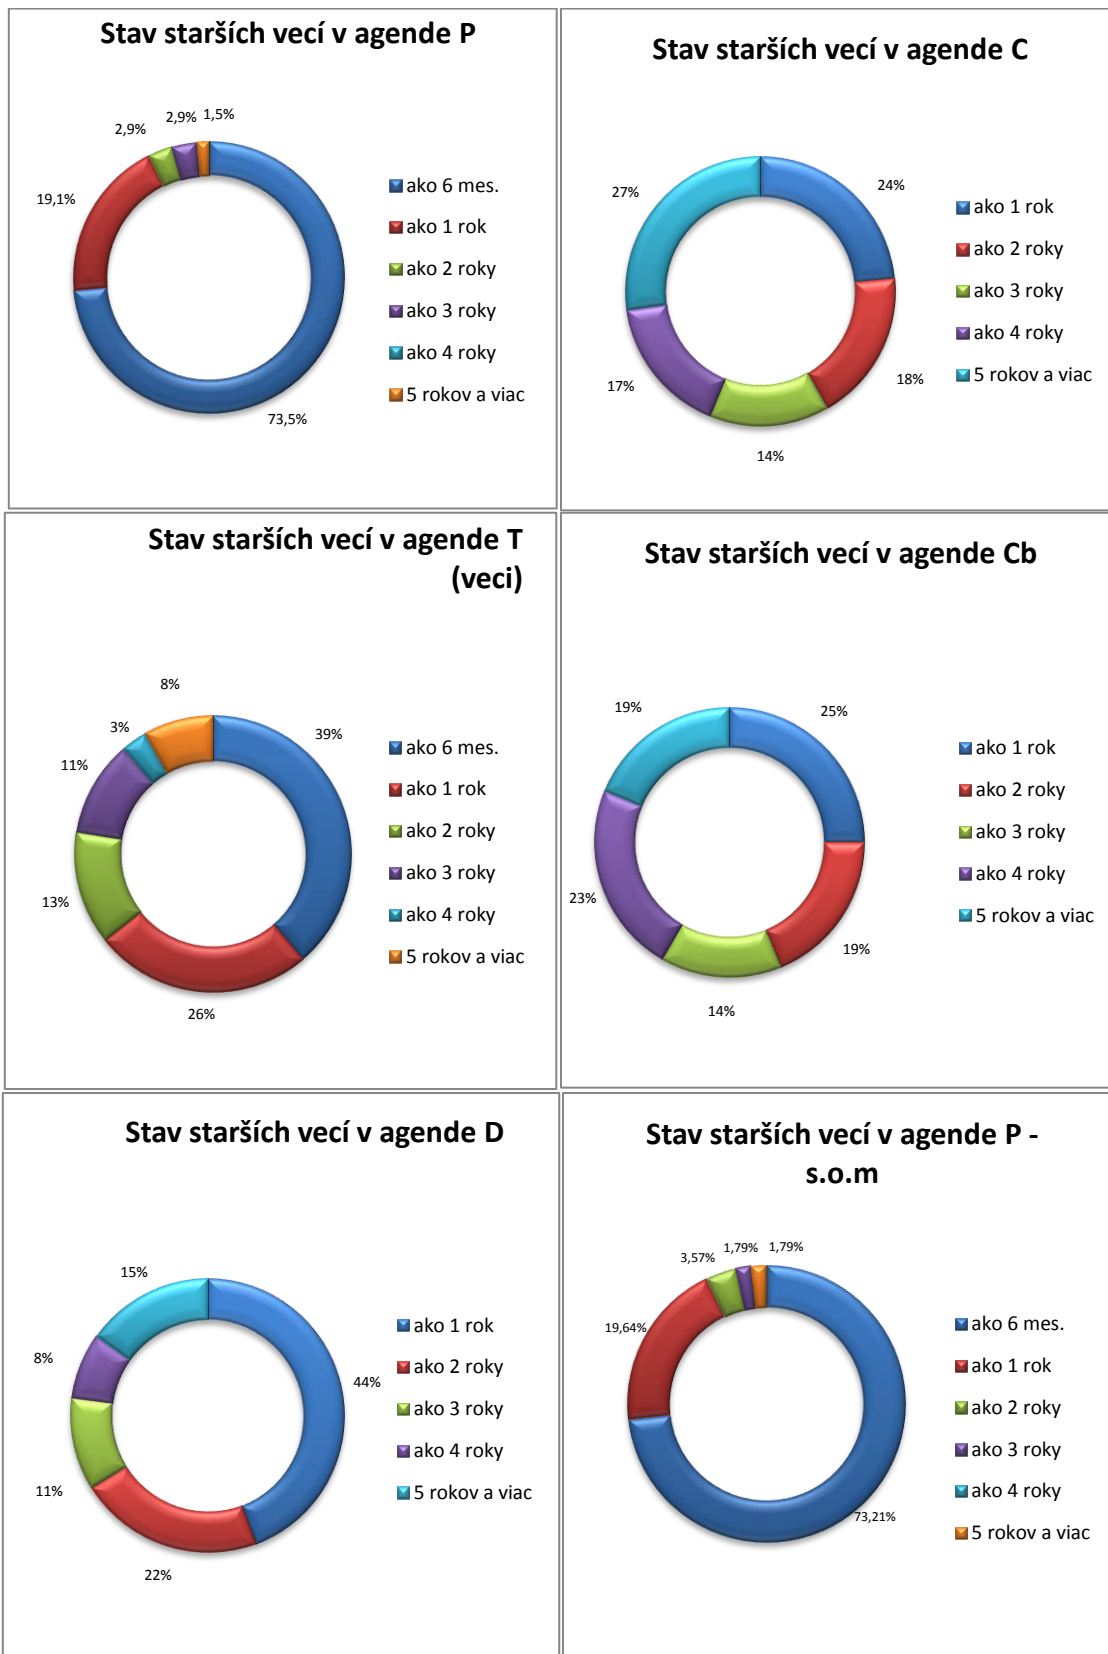 Stav starších vecí v agende P
2,9%
2,9%
1,5%
19,1%
73,5%
ako 6 mes.
ako 1 rok
ako 2 roky
ako 3 roky
ako 4 roky
5 rokov a viac
Stav starších vecí v agende C
27%
24%
17%
18%
14%
ako 1 rok
ako 2 roky
ako 3 roky
ako 4 roky
5 rokov a viac
Stav starších vecí v agende T
(veci)
8%
3%
39%
11%
13%
26%
ako 6 mes.
ako 1 rok
ako 2 roky
ako 3 roky
ako 4 roky
5 rokov a viac
Stav starších vecí v agende Cb
19%
25%
23%
19%
14%
ako 1 rok
ako 2 roky
ako 3 roky
ako 4 roky
5 rokov a viac
Stav starších vecí v agende D
15%
8%
44%
11%
22%
ako 1 rok
ako 2 roky
ako 3 roky
ako 4 roky
5 rokov a viac
Stav starších vecí v agende P -
s.o.m
3,57%
1,79%
1,79%
19,64%
73,21%
ako 6 mes.
ako 1 rok
ako 2 roky
ako 3 roky
ako 4 roky
5 rokov a viac